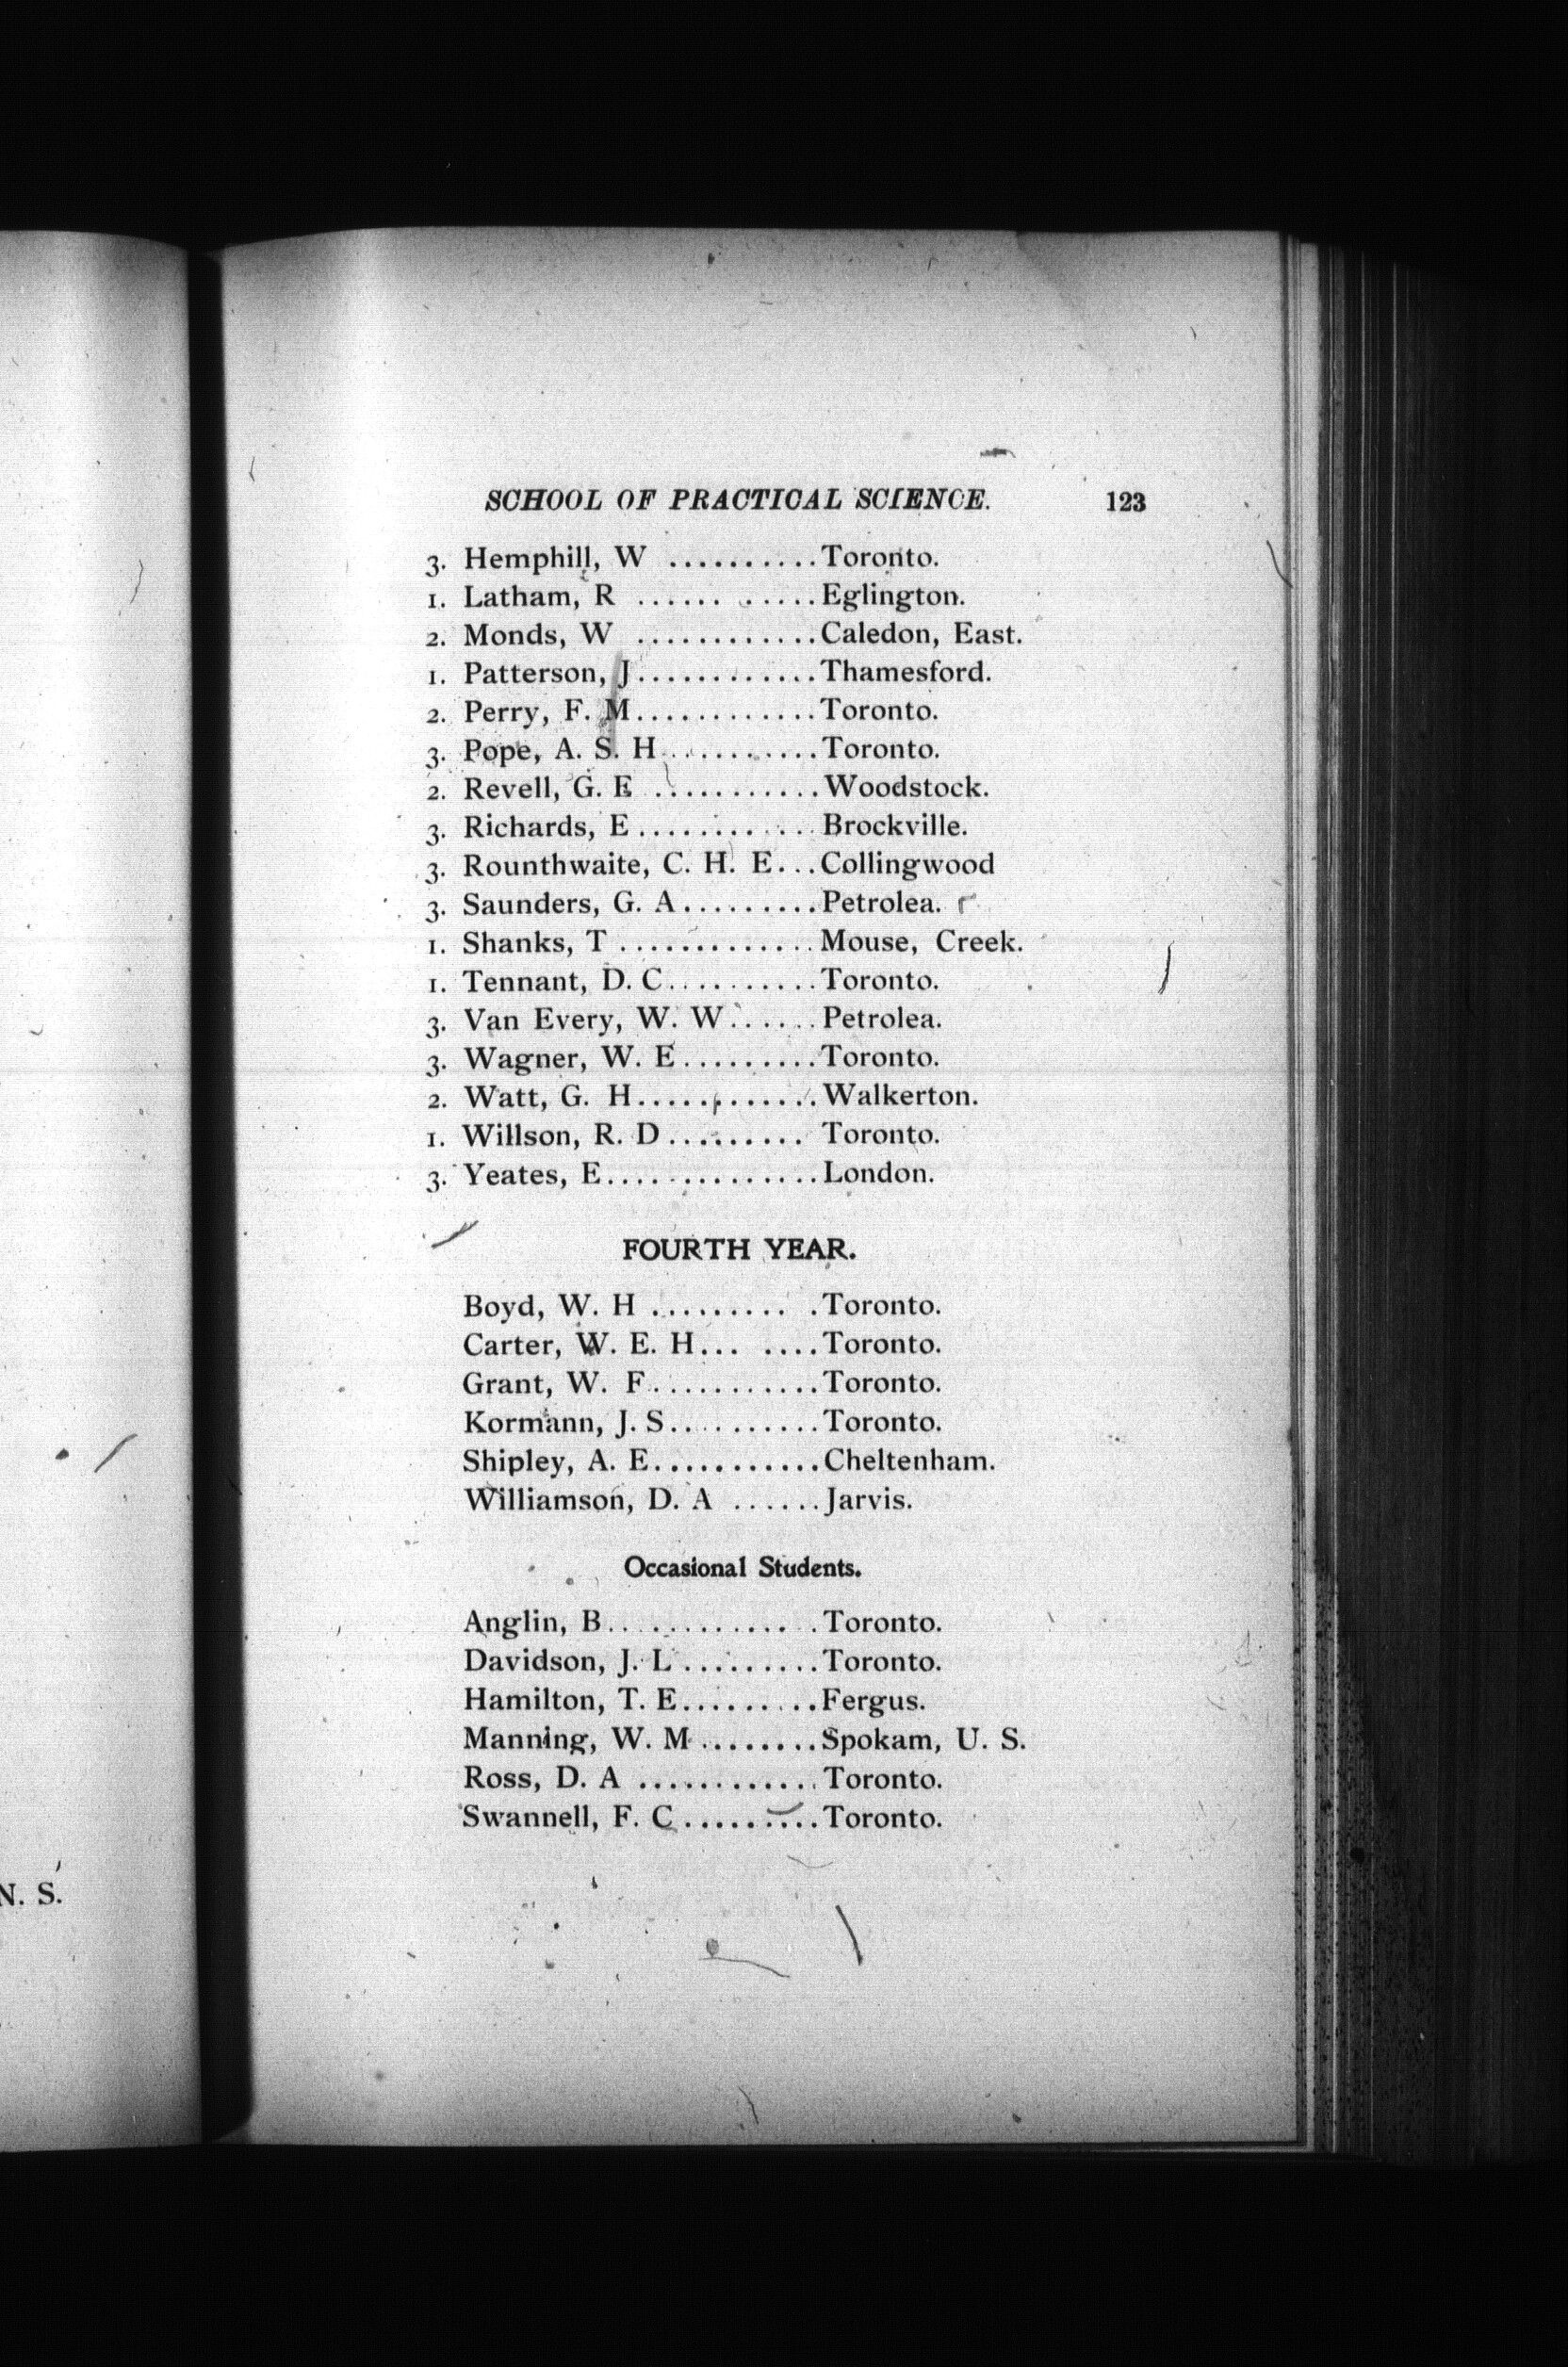 SCHOOL OF PRACTICAL SCIENCE. 123
3. Hemphill, W ..........Toronto.
1. Latham, R ...... .....Eglington.
2. Monds, W ............Caledon, East.
1. Patterson, J............Thamesford.
2. Perry, F. M............Toronto.
3. Pope, A. S. H..........Toronto.
2. Revell, G. E ...........Woodstock.
3. Richards, E............Brockville.
3. Rounthwaite, C. H. E...Collingwood
3. Saunders, G. A.........Petrolea.
1. Shanks, T .............Mouse, Creek.
1. Tennant, D. C..........Toronto.
3. Van Every, W. W......Petrolea.
3. Wagner, W. E.........Toronto.
2. Watt, G. H............Walkerton.
1. Willson, R. D......... Toronto.
3. Yeates, E..............London.
FOURTH YEAR.
Boyd, W. H ......... .Toronto.
Carter, W. E. H... ....Toronto.
Grant, W. F...........Toronto.
Kormann, J. S..........Toronto.
Shipley, A. E...........Cheltenham.
Williamson, D. A ......Jarvis.
Occasional Students.
Anglin, B..............Toronto.
Davidson, J. L .........Toronto.
Hamilton, T. E.........Fergus.
Manning, W. M........Spokam, U. S.
Ross, D. A ............Toronto.
Swannell, F. C.........Toronto.
N. S.